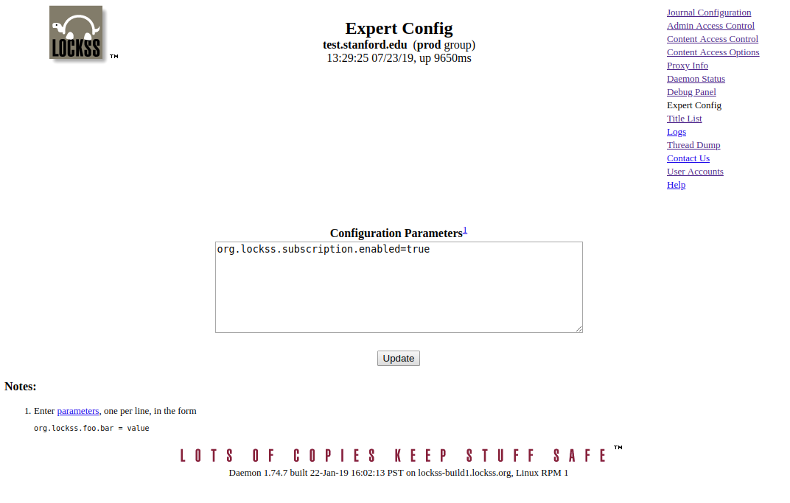 LOCKSS TM
Expert Config
test.stanford.edu (prod group)
13:29:25 07/23/19, up 9650ms
Journal Configuration
Admin Access Control
Content Access Control
Content Access Options
Proxy Info
Daemon Status
Debug Panel
Expert Config
Title List
Logs
Thread Dump
Contact Us
User Accounts
Help
Configuration Parameters1
org.lockss.subscription.enabled=true
Update
Notes:
1. Enter parameters, one per line, in the form
org.lockss.foo.bar = value
LOTS OF COPIES KEEP STUFF SAFE TM
Daemon 1.74.7 built 22-Jan-19 16:02:13 PST on lockss-build1.lockss.org, Linux RPM 1